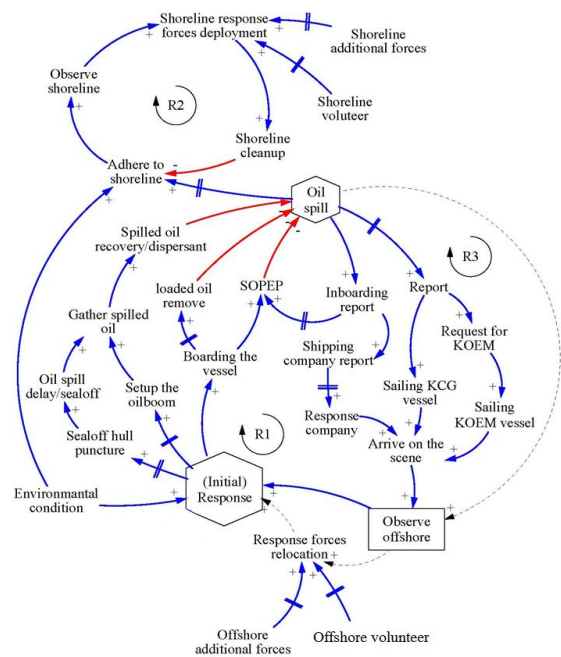 Shoreline response
forces deployment
Shoreline
additional forces
Observe
shoreline
R2
Shoreline
voluteer
Shoreline
cleanup
Adhere to
shoreline
Oil
spill
Spilled oil
recovery/dispersant
R3
loaded oil
remove
SOPEP
Inboarding
report
Report
Gather spilled
oil
Request for
KOEM
Boarding the
vessel
Shipping
company report
Oil spill
delay/sealoff
Setup the
oilboom
Sailing KCG
vessel
Sailing
KOEM vessel
Response
company
Sealoff hull
puncture
R1
Arrive on the
scene
(Initial)
Response
Environmantal
condition
Observe
offshore
Response forces
relocation
Offshore
additional forces
Offshore volunteer